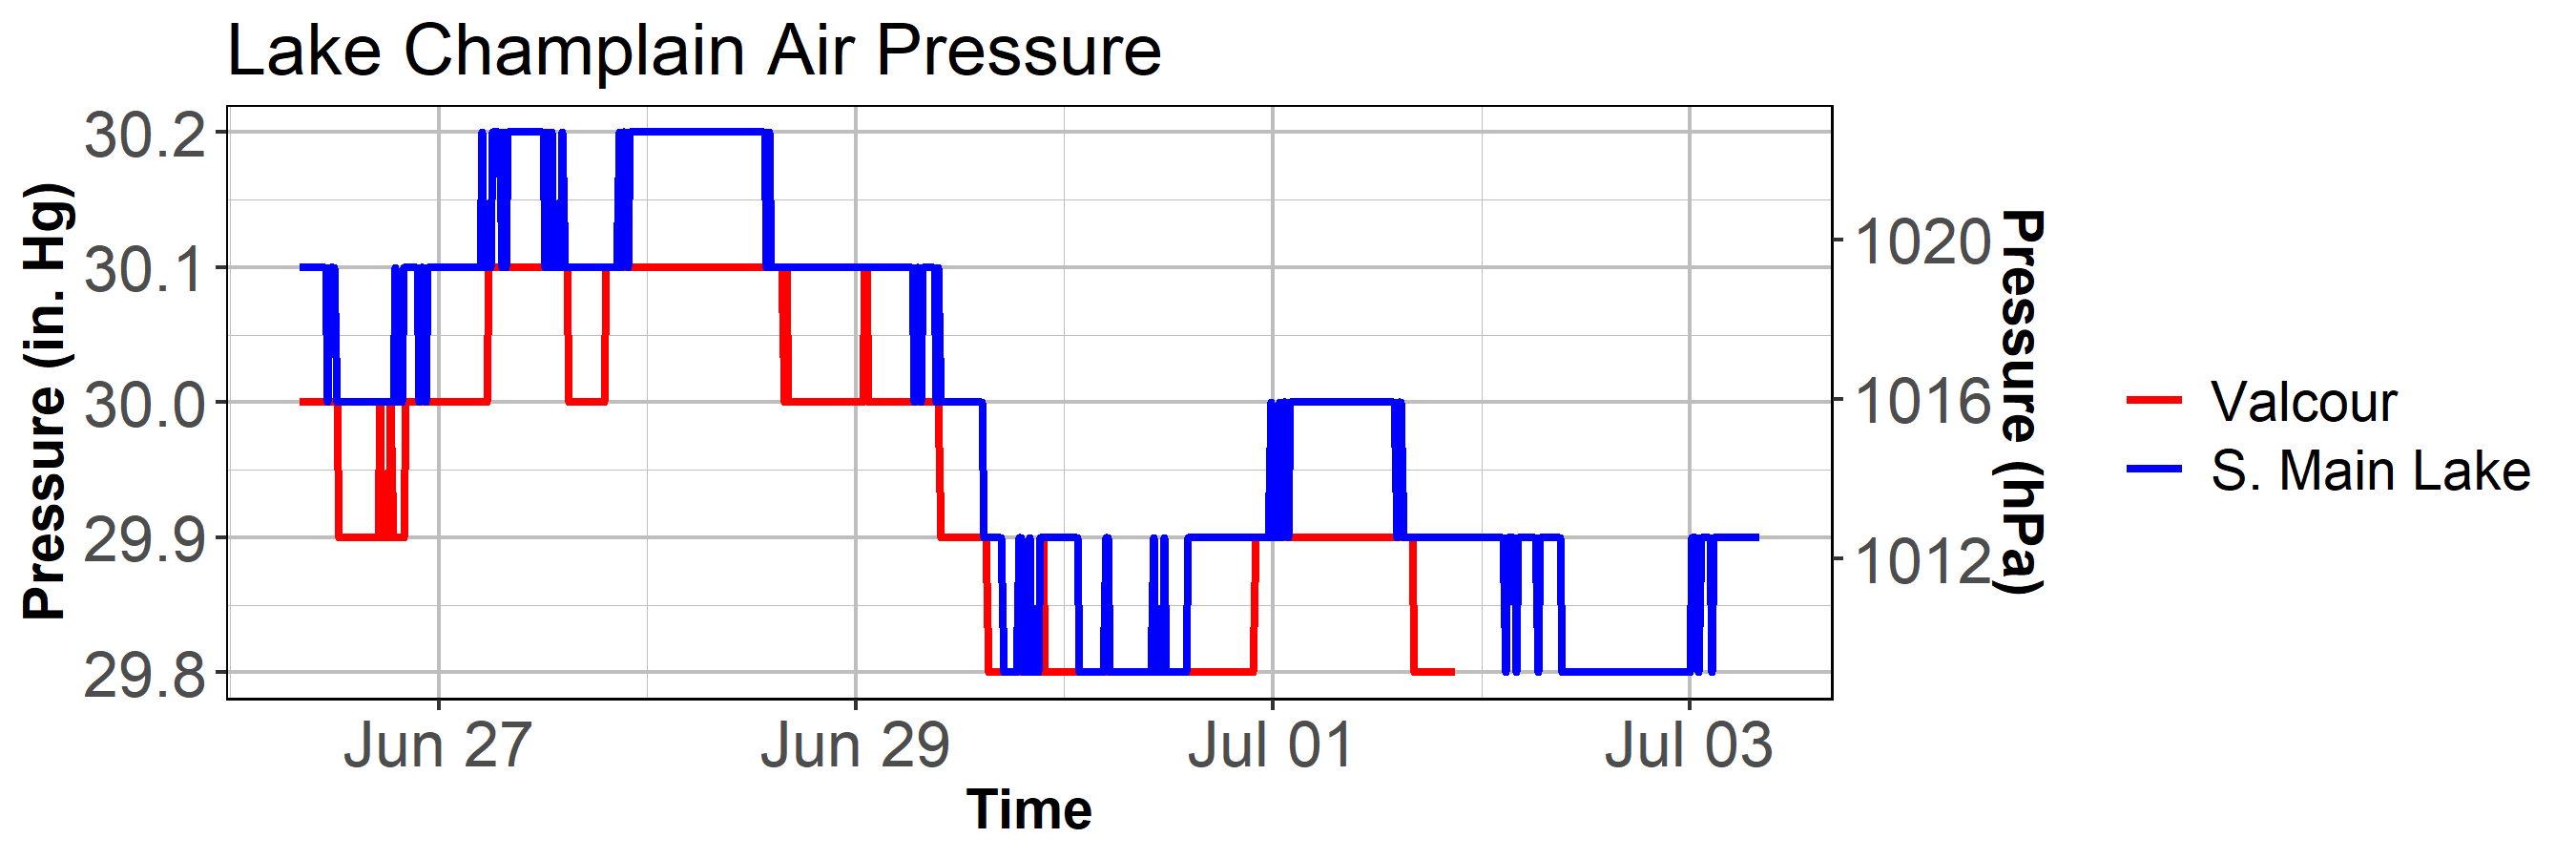 Lake Champlain Air Pressure
Pressure (in. Hg)
30.2
30.1
30.0
29.9
29.8
1020
1016
1012
Pressure (hPa)
Jun 27
Jun 29
Jul 01
Jul 03
Time
Valcour
S. Main Lake